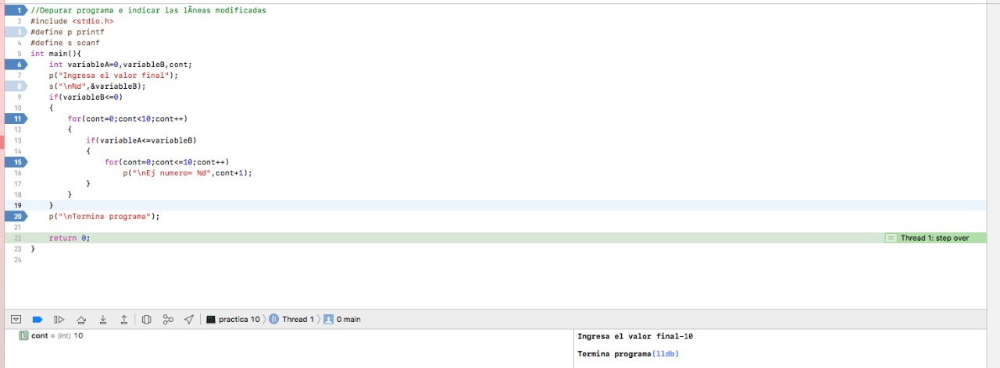 1 //Depurar programa e indicar las lÃneas modificadas
2 #include <stdio.h>
3 #define p printf
4 #define s scanf
5 int main(){
6 int variableA=0,variableB,cont;
7 p("Ingresa el valor final");
8 s("\n%d",&variableB);
9 if(variableB<=0)
10 {
11 for(cont=0;cont<10;cont++)
12 {
13 if(variableA<=variableB)
14 {
15 for(cont=0;cont<=10;cont++)
16 p("\nEj numero= %d",cont+1);
17 }
18 }
19 }
20 p("\nTermina programa");
21
22 return 0; = Thread 1: step over
23 }
24
practica 10 Thread 1 0 main
L cont = (int) 10
Ingresa el valor final-10
Termina programa(lldb)